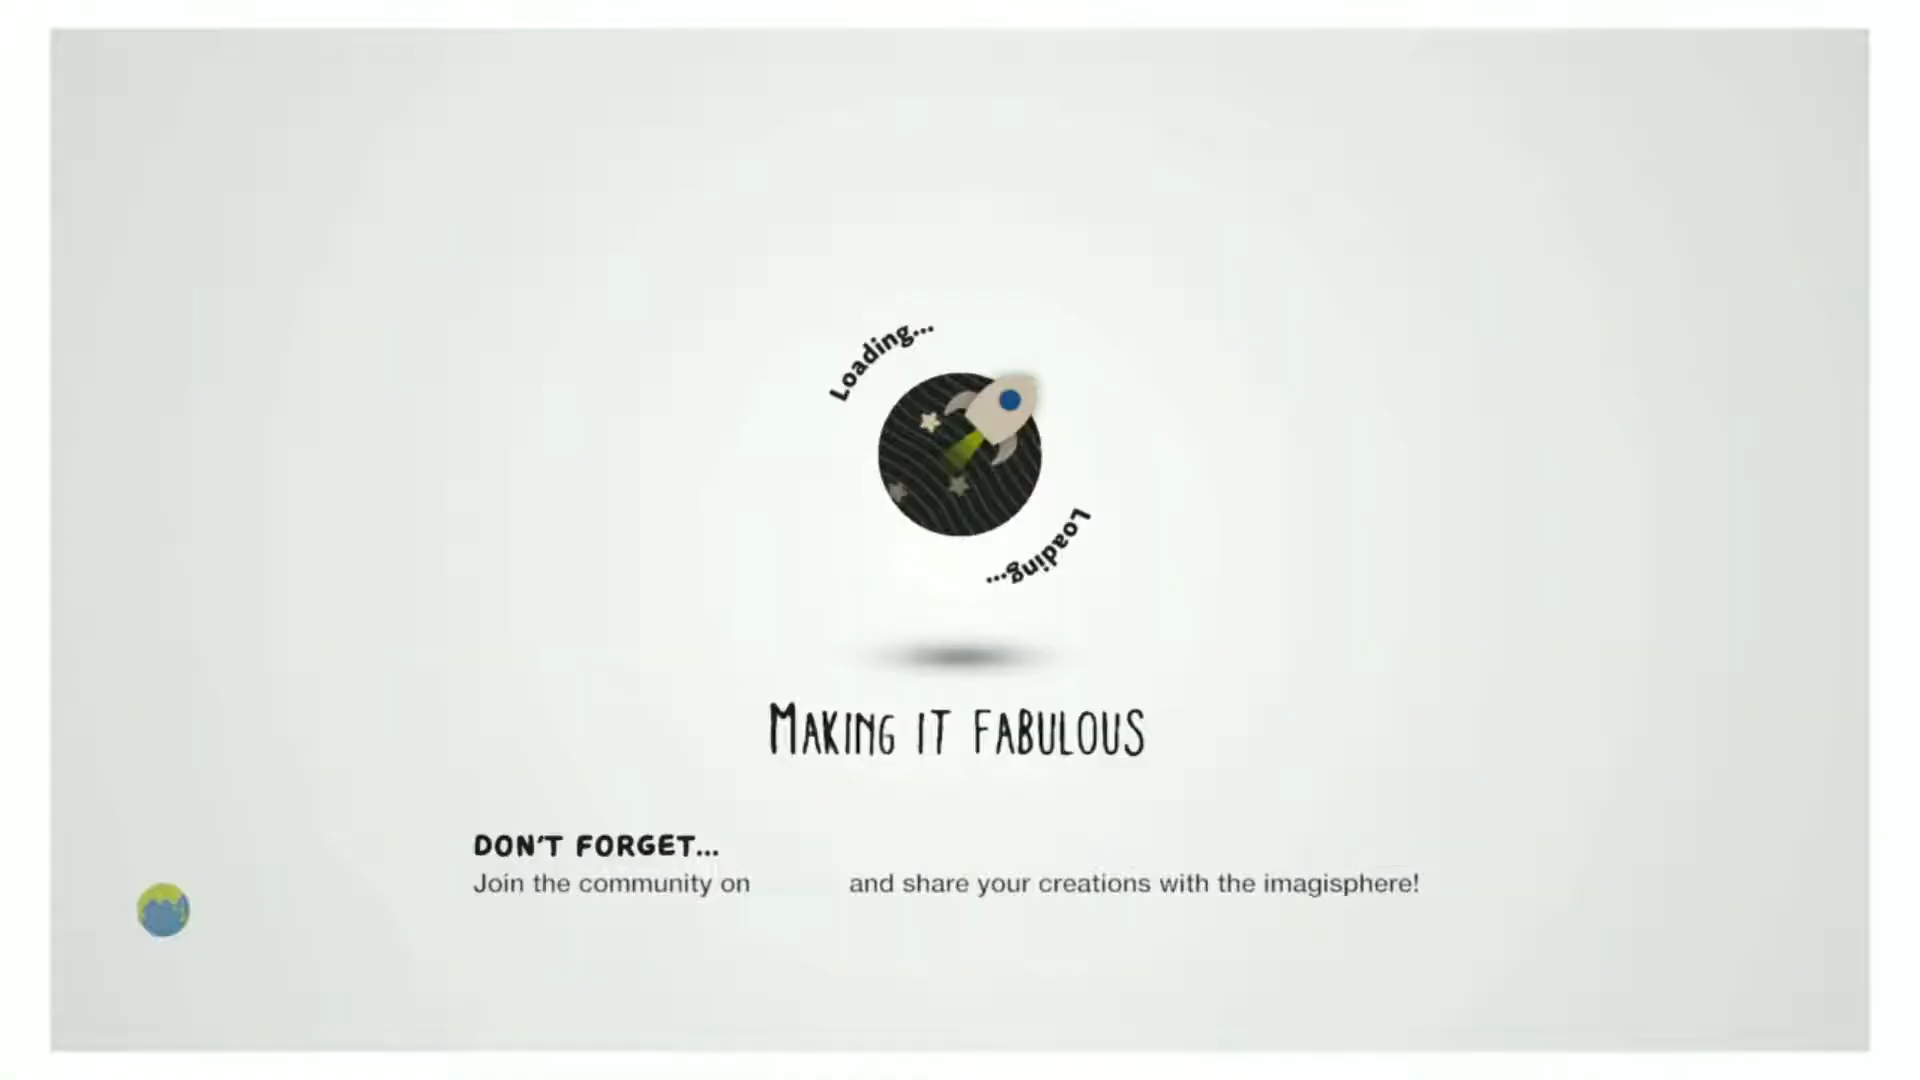 Loading...
Loading...
MAKING IT FABULOUS
DON'T FORGET...
Join the community on and share your creations with the imagisphere!